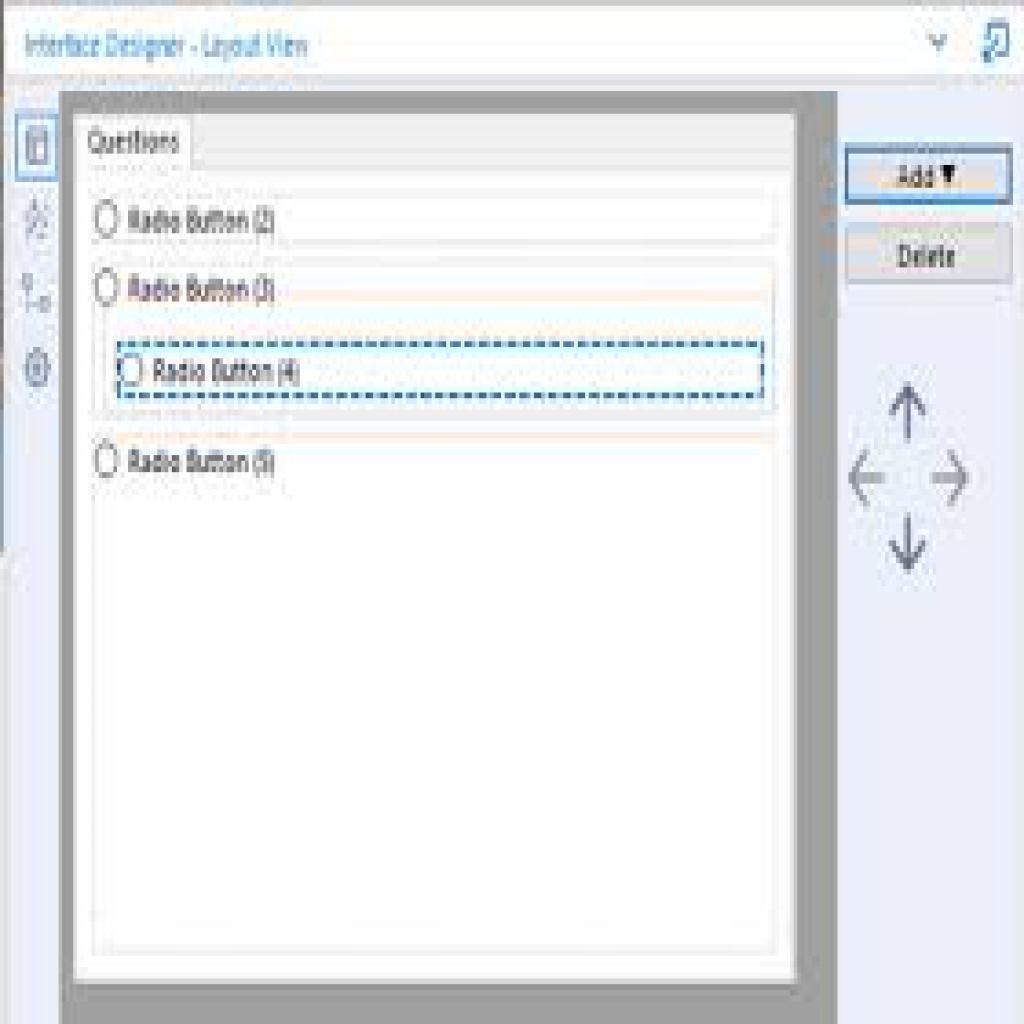 Interface Designer - Layout View
Questions
Add ▼
Radio Button (2)
Delete
Radio Button (3)
Radio Button (4)
Radio Button (5)